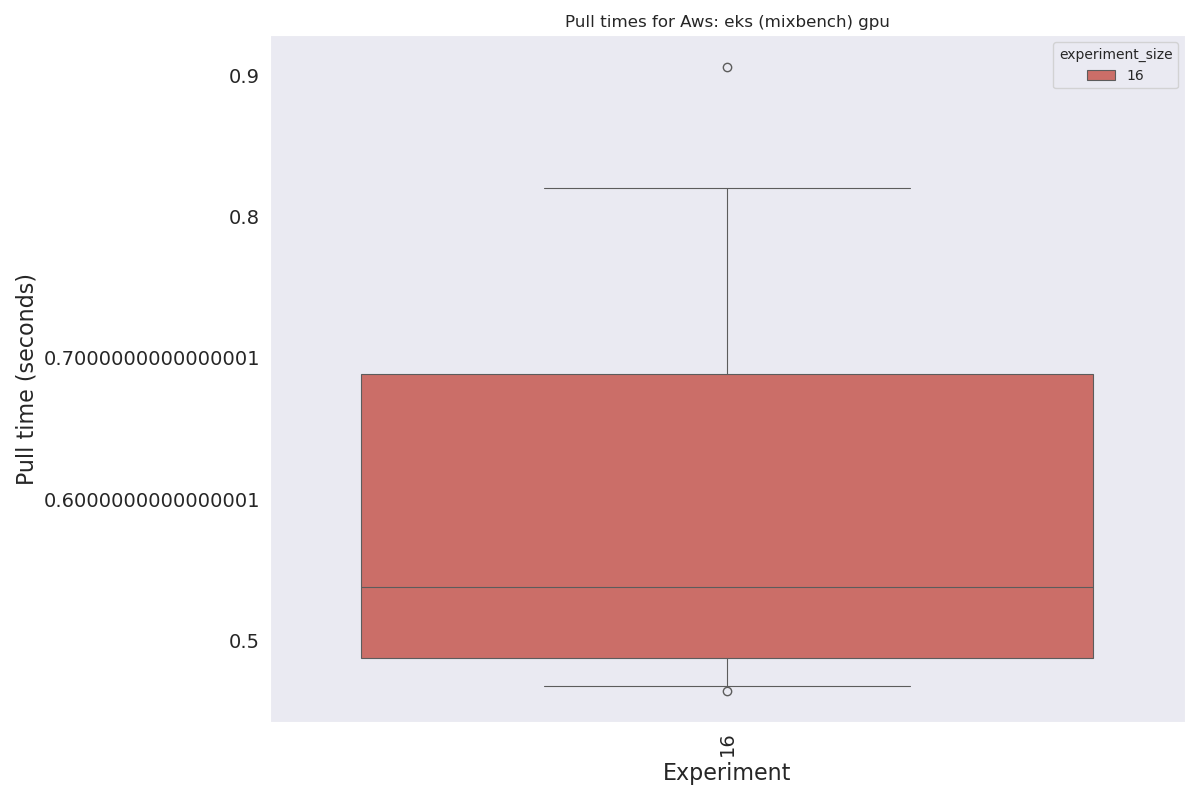 Pull times for Aws: eks (mixbench) gpu
experiment_size
16
0.9
0.8
0.7000000000000001
0.6000000000000001
0.5
Pull time (seconds)
16
Experiment